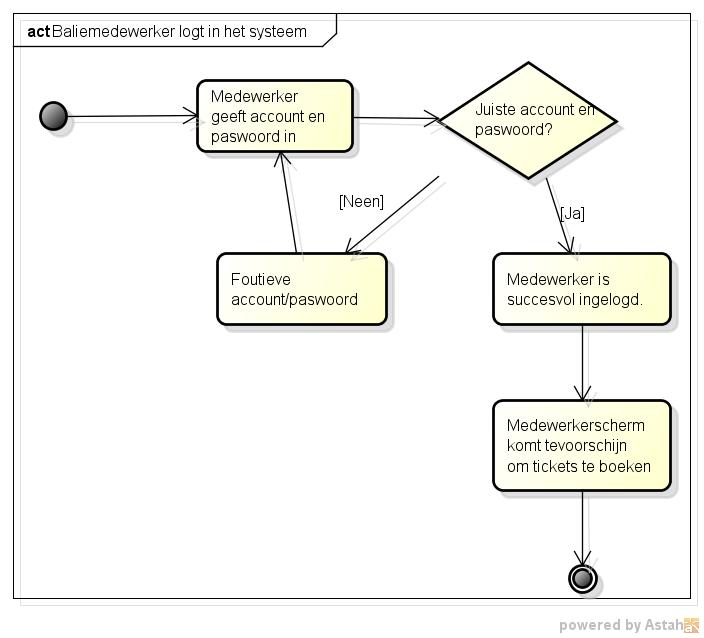 act Baliemedewerker logt in het systeem
Medewerker
geeft account en
paswoord in
Juiste account en
paswoord?
[Neen]
[Ja]
Foutieve
account/paswoord
Medewerker is
succesvol ingelogd.
Medewerkerscherm
komt tevoorschijn
om tickets te boeken
powered by Astah